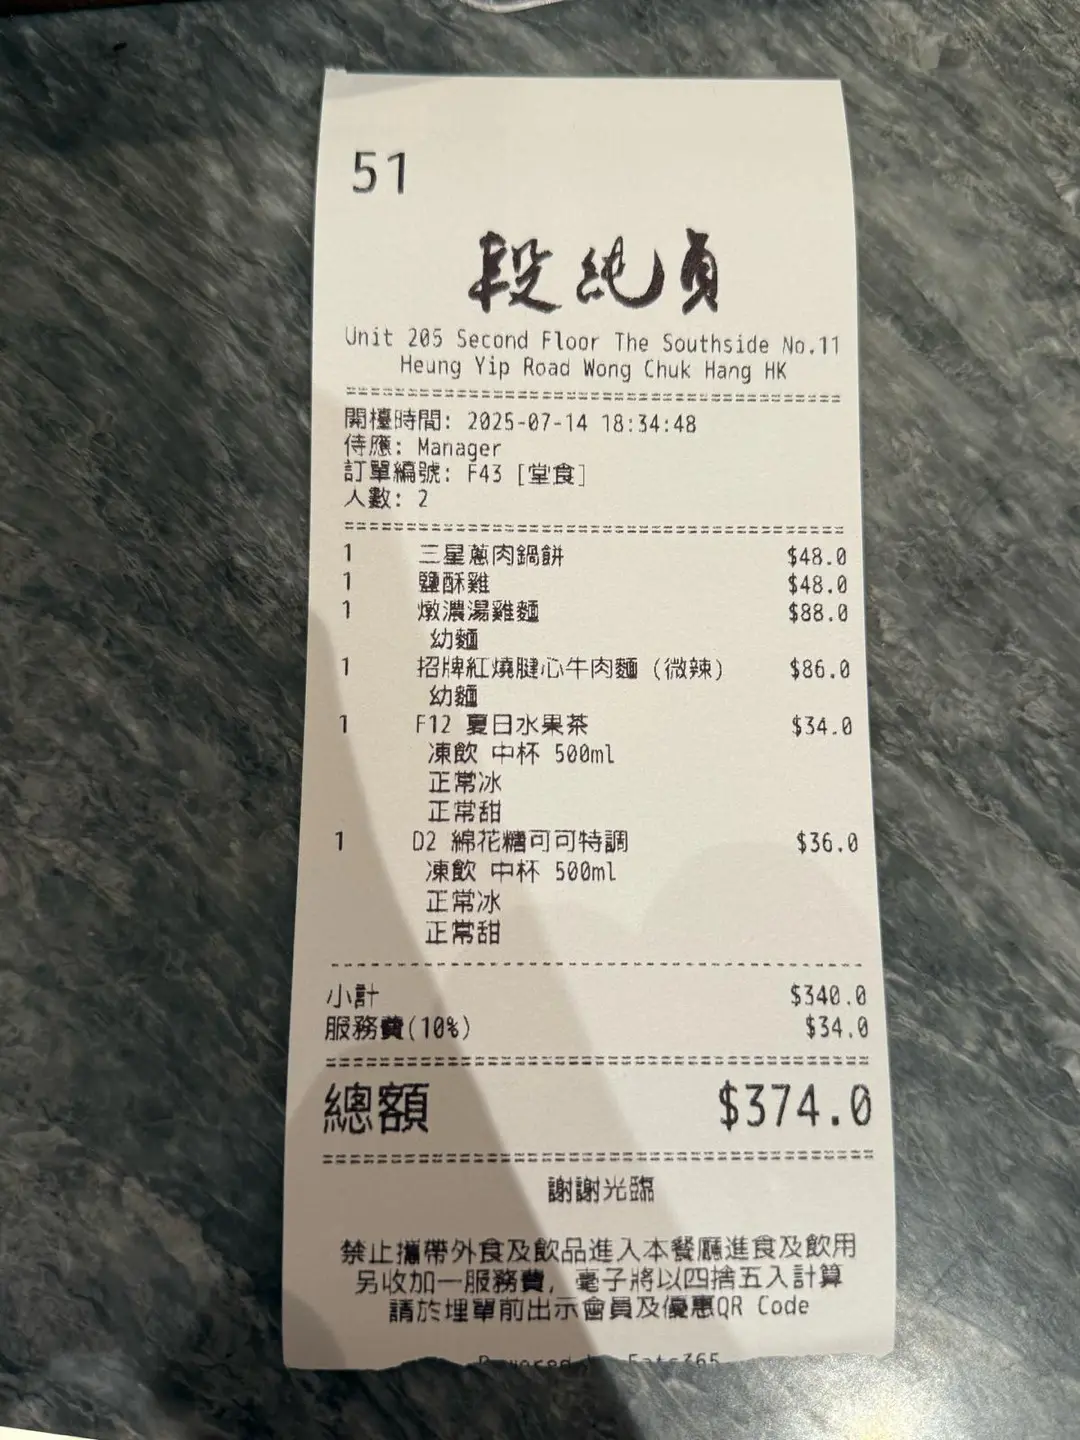 51
段純貞
Unit 205 Second Floor The Southside No.11
Heung Yip Road Wong Chuk Hang HK
開檯時間: 2025-07-14 18:34:48
侍應: Manager
訂單編號: F43 [堂食]
人數: 2
1 三星蔥肉鍋餅 $48.0
1 鹽酥雞 $48.0
1 燉濃湯雞麵 $88.0
幼麵
1 招牌紅燒腱心牛肉麵 (微辣) $86.0
幼麵
1 F12 夏日水果茶 $34.0
凍飲 中杯 500ml
正常冰
正常甜
1 D2 綿花糖可可特調 $36.0
凍飲 中杯 500ml
正常冰
正常甜
小計 $340.0
服務費(10%) $34.0
總額 $374.0
謝謝光臨
禁止攜帶外食及飲品進入本餐廳進食及飲用
另收加一服務費, 毫子將以四捨五入計算
請於埋單前出示會員及優惠QR Code
Powered by Eats365